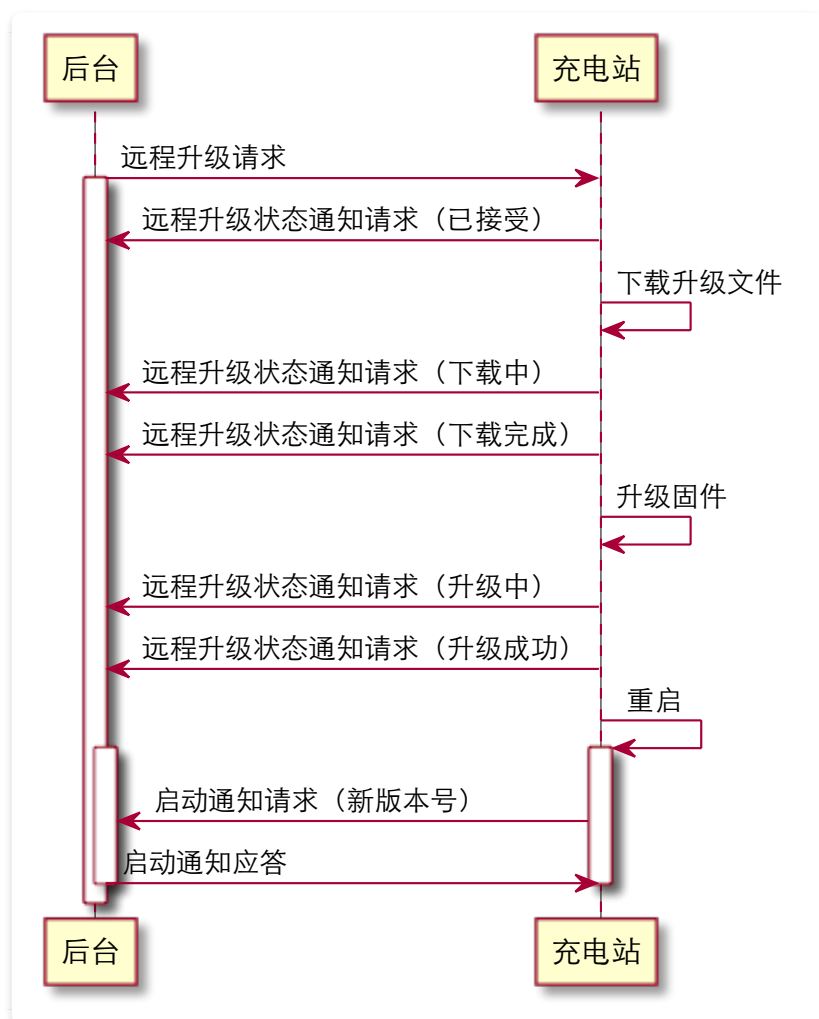 后台
充电站
远程升级请求
远程升级状态通知请求（已接受）
下载升级文件
远程升级状态通知请求（下载中）
远程升级状态通知请求（下载完成）
升级固件
远程升级状态通知请求（升级中）
远程升级状态通知请求（升级成功）
重启
启动通知请求（新版本号）
启动通知应答
后台
充电站